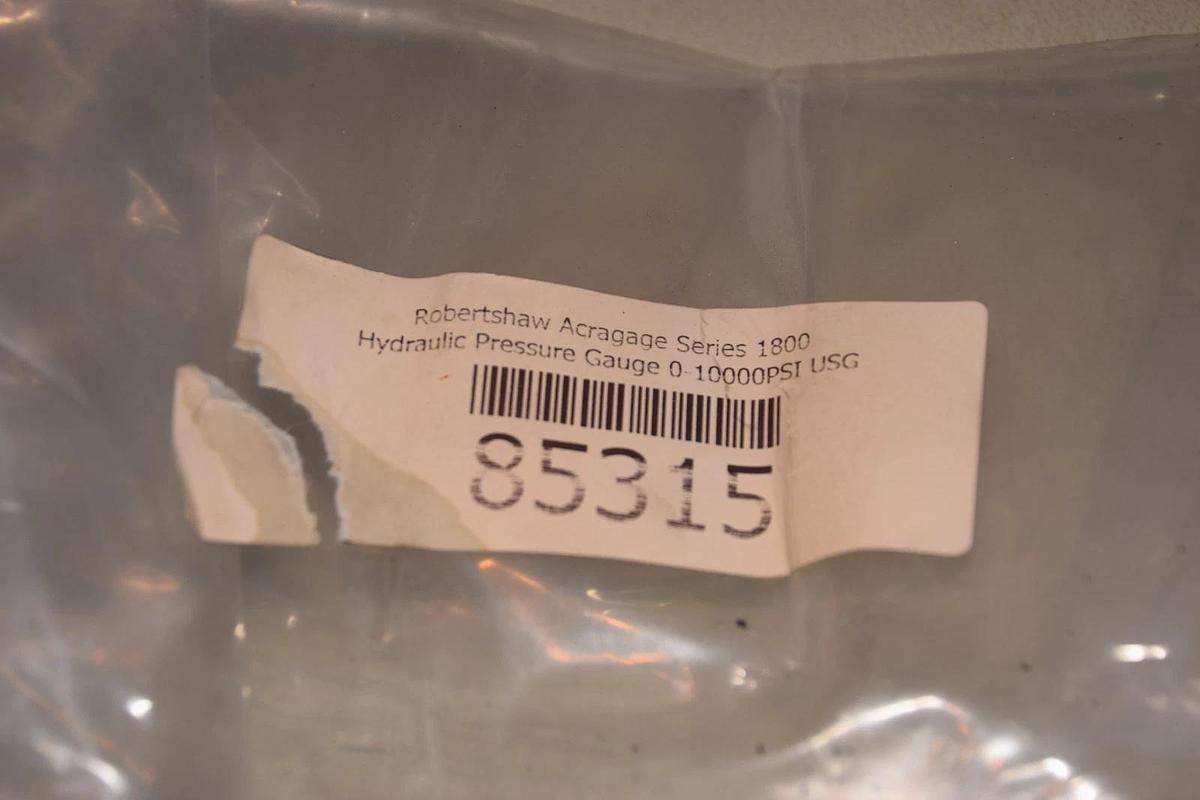 Robertshaw Acragage Series 1800
Hydraulic Pressure Gauge 0-10000PSI USG
85315